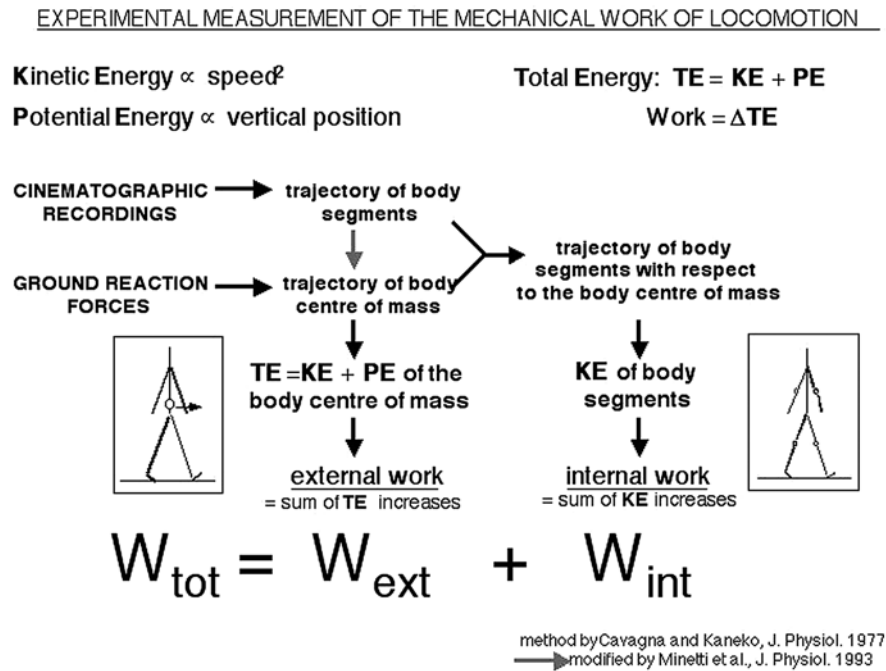 EXPERIMENTAL MEASUREMENT OF THE MECHANICAL WORK OF LOCOMOTION
Kinetic Energy ∝ speed²
Potential Energy ∝ vertical position
Total Energy: TE = KE + PE
Work = ΔTE
CINEMATOGRAPHIC
RECORDINGS
trajectory of body
segments
GROUND REACTION
FORCES
trajectory of body
centre of mass
trajectory of body
segments with respect
to the body centre of mass
TE =KE + PE of the
body centre of mass
KE of body
segments
external work
= sum of TE increases
internal work
= sum of KE increases
Wtot = Wext + Wint
method by Cavagna and Kaneko, J. Physiol. 1977
modified by Minetti et al., J. Physiol. 1993